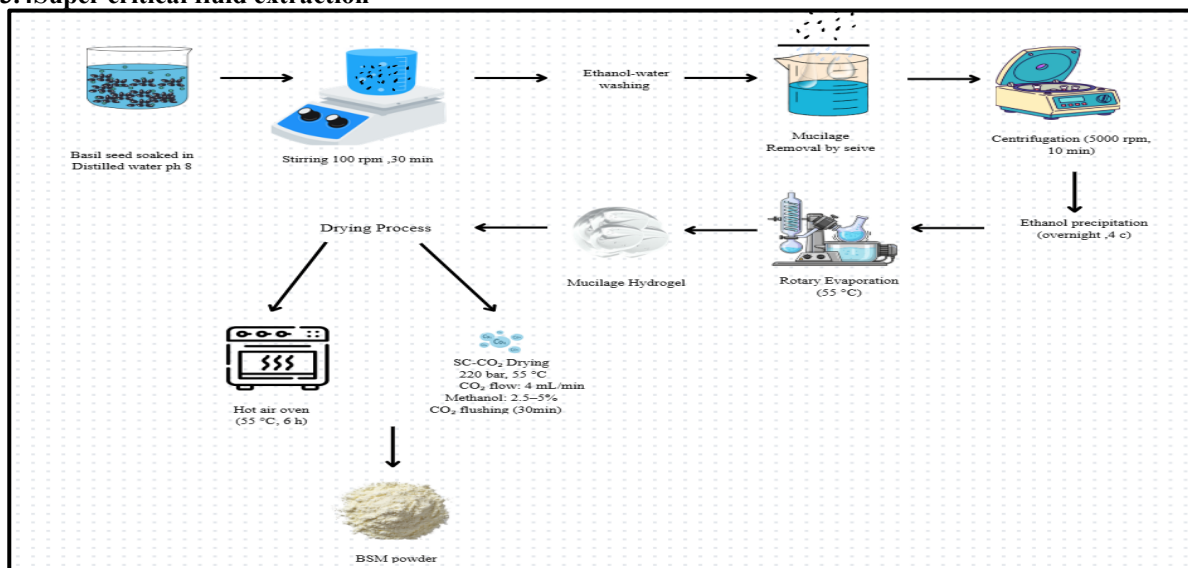 3.4Super critical fluid extraction
Basil seed soaked in
Distilled water ph 8
Stirring 100 rpm ,30 min
Ethanol-water
washing
Mucilage
Removal by seive
Centrifugation (5000 rpm,
10 min)
Ethanol precipitation
(overnight ,4 c)
Rotary Evaporation
(55 °C)
Mucilage Hydrogel
Drying Process
Hot air oven
(55 °C, 6 h)
SC-CO₂ Drying
220 bar, 55 °C
CO₂ flow: 4 mL/min
Methanol: 2.5–5%
CO₂ flushing (30min)
BSM powder